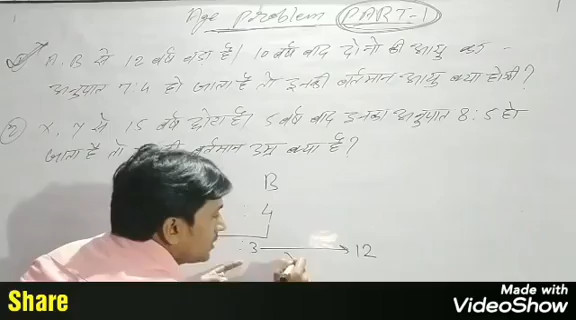 Age Problem PART-1
A, B से 12 वर्ष बड़ा है। 10 वर्ष बाद दोनो की आयु का
अनुपात 7:4 हो जाता है तो इनकी वर्तमान आयु क्या होगी?
② X, Y से 15 वर्ष छोटा है। 5 वर्ष बाद इनका अनुपात 8:5 हो
जाता है तो की वर्तमान उम्र क्या है?
B
: 4
: 3 → 12
Share
Made with
VideoShow